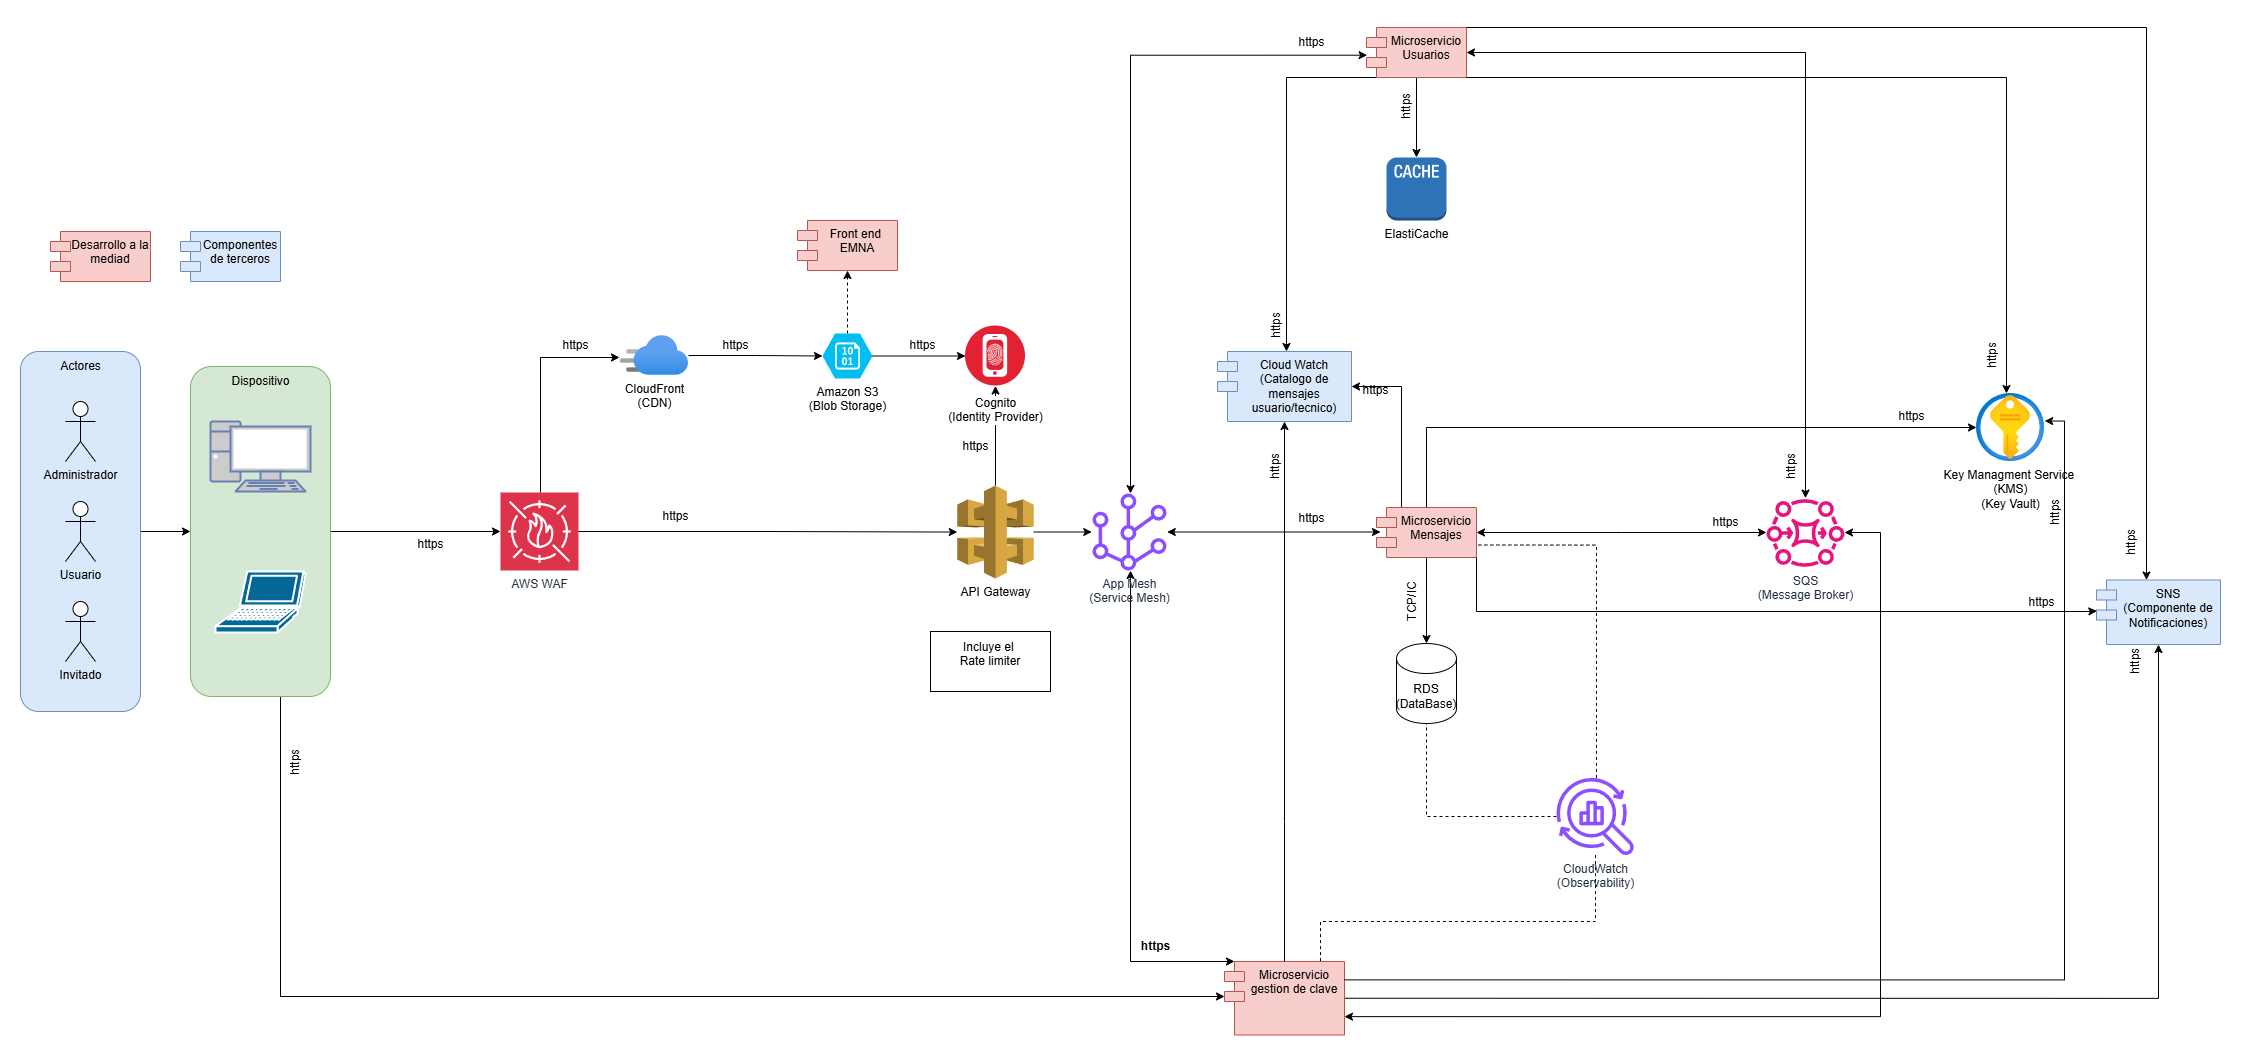 https
Microservicio
Usuarios
https
CACHE
ElastiCache
Desarrollo a la
mediad
Componentes
de terceros
Front end
EMNA
Actores
Administrador
Usuario
Invitado
Dispositivo
https
https
AWS WAF
https
CloudFront
(CDN)
https
10
01
Amazon S3
(Blob Storage)
https
Cognito
(Identity Provider)
https
https
API Gateway
Incluye el
Rate limiter
App Mesh
(Service Mesh)
https
Cloud Watch
(Catalogo de
mensajes
usuario/tecnico)
https
https
https
Microservicio
Mensajes
TCP/IC
RDS
(DataBase)
https
https
https
SQS
(Message Broker)
https
https
Key Managment Service
(KMS)
(Key Vault)
https
https
https
SNS
(Componente de
Notificaciones)
https
CloudWatch
(Observability)
https
Microservicio
gestion de clave